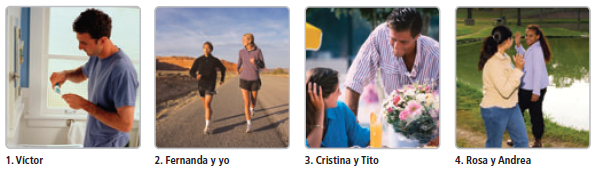 1. Víctor
2. Fernanda y yo
3. Cristina y Tito
4. Rosa y Andrea